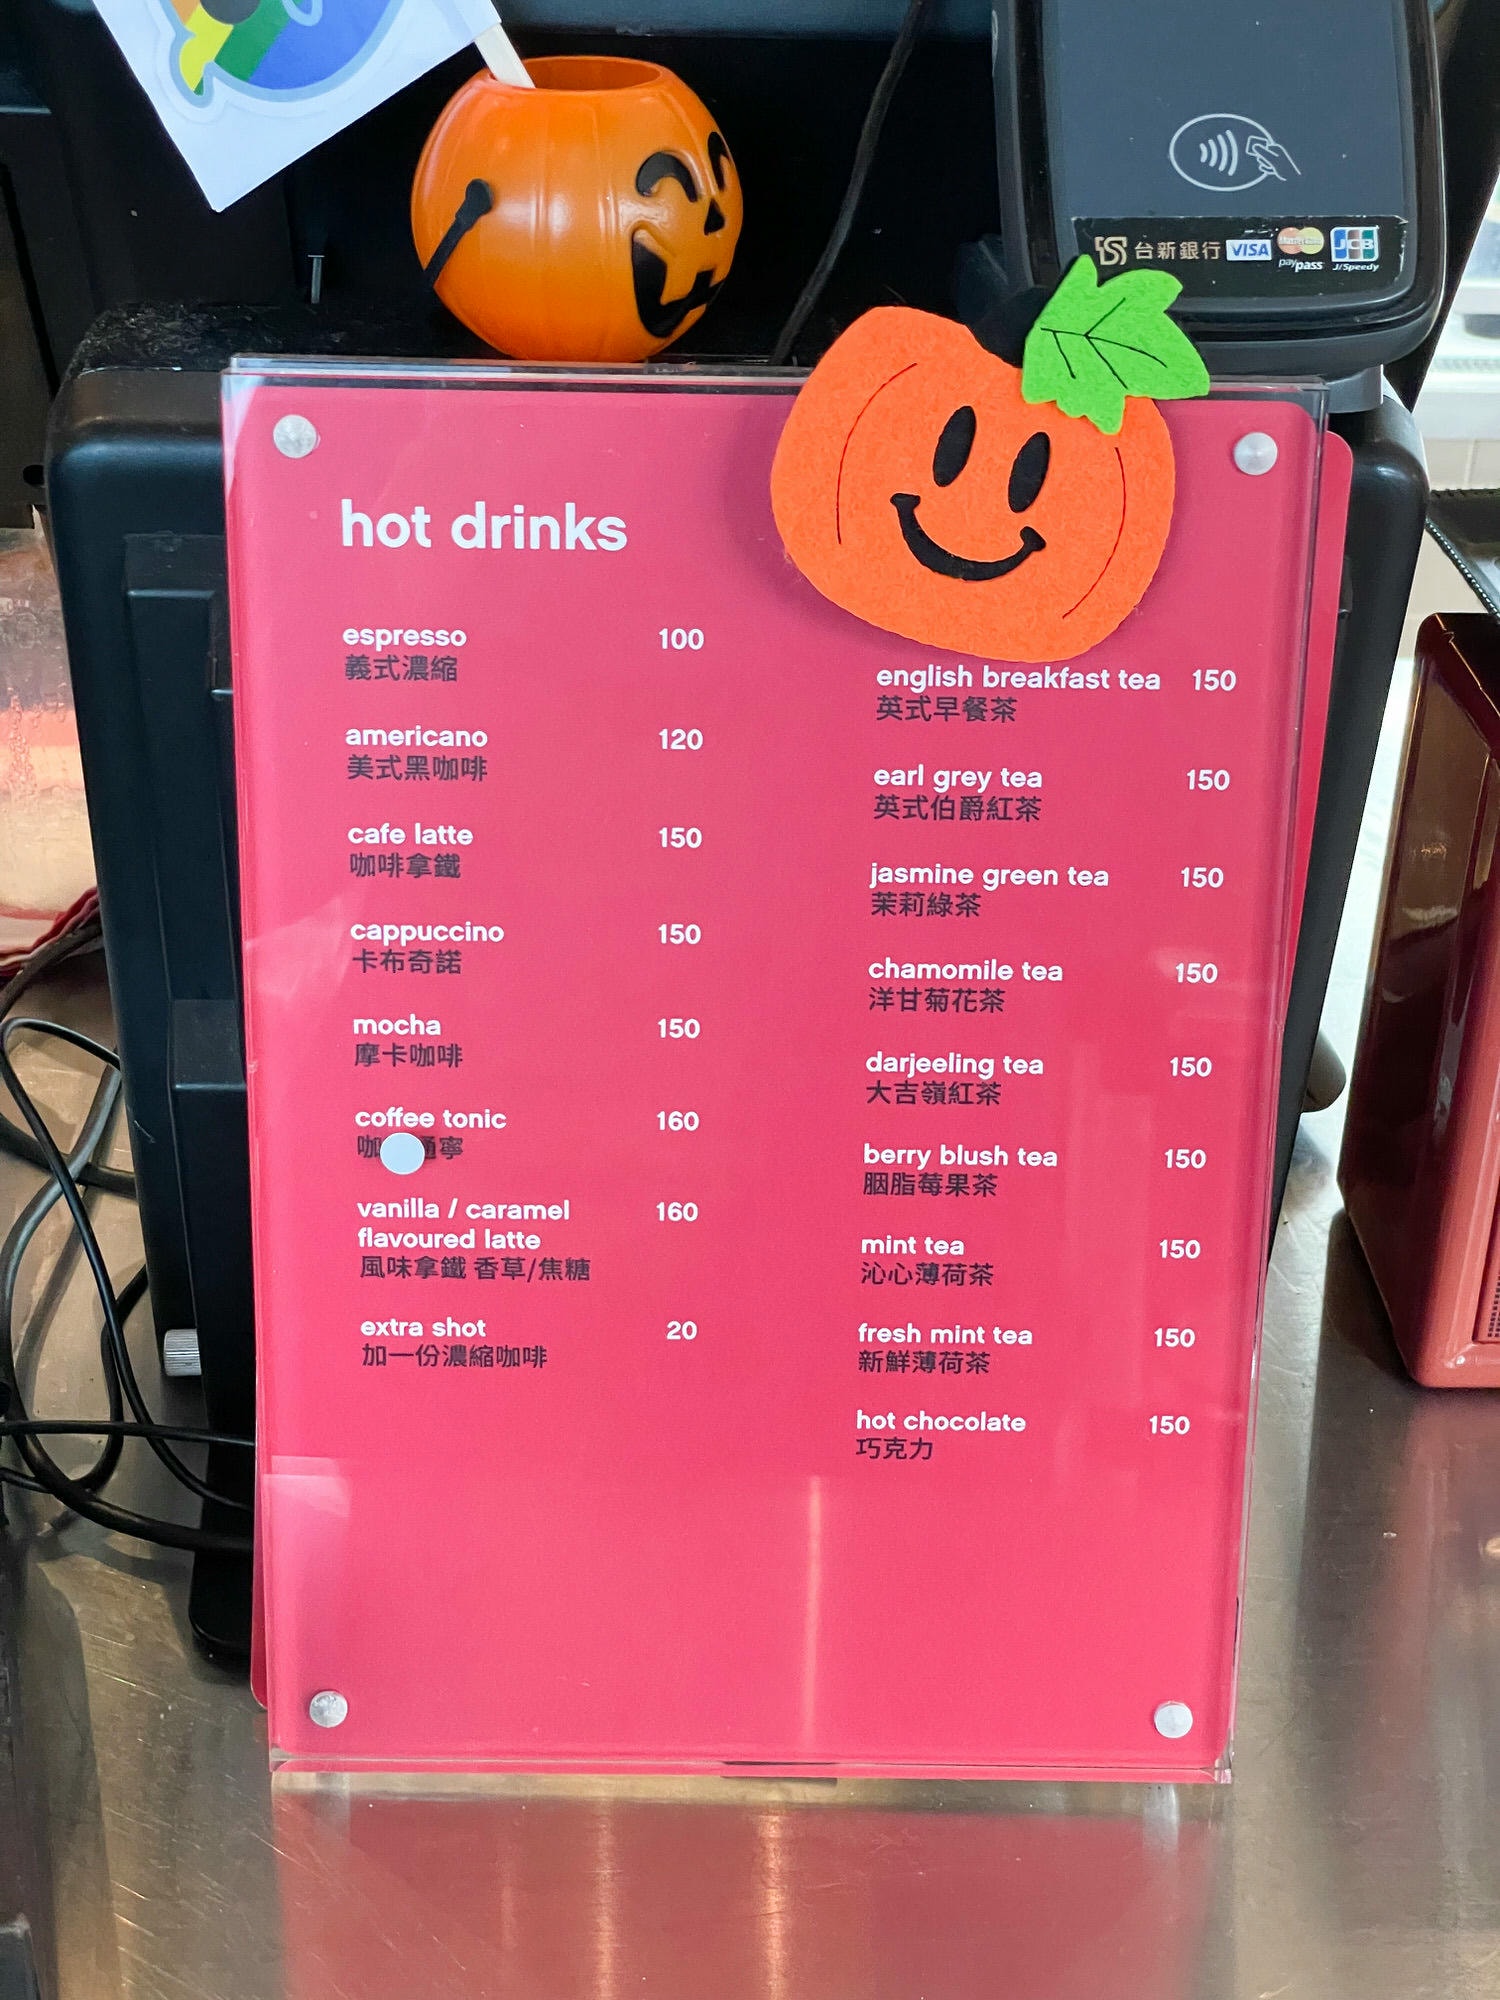 台新銀行 VISA MasterCard paypass JCB J/Speedy
hot drinks
espresso 100
義式濃縮
americano 120
美式黑咖啡
cafe latte 150
咖啡拿鐵
cappuccino 150
卡布奇諾
mocha 150
摩卡咖啡
coffee tonic 160
咖 通寧
vanilla / caramel 160
flavoured latte
風味拿鐵 香草/焦糖
extra shot 20
加一份濃縮咖啡
english breakfast tea 150
英式早餐茶
earl grey tea 150
英式伯爵紅茶
jasmine green tea 150
茉莉綠茶
chamomile tea 150
洋甘菊花茶
darjeeling tea 150
大吉嶺紅茶
berry blush tea 150
胭脂莓果茶
mint tea 150
沁心薄荷茶
fresh mint tea 150
新鮮薄荷茶
hot chocolate 150
巧克力